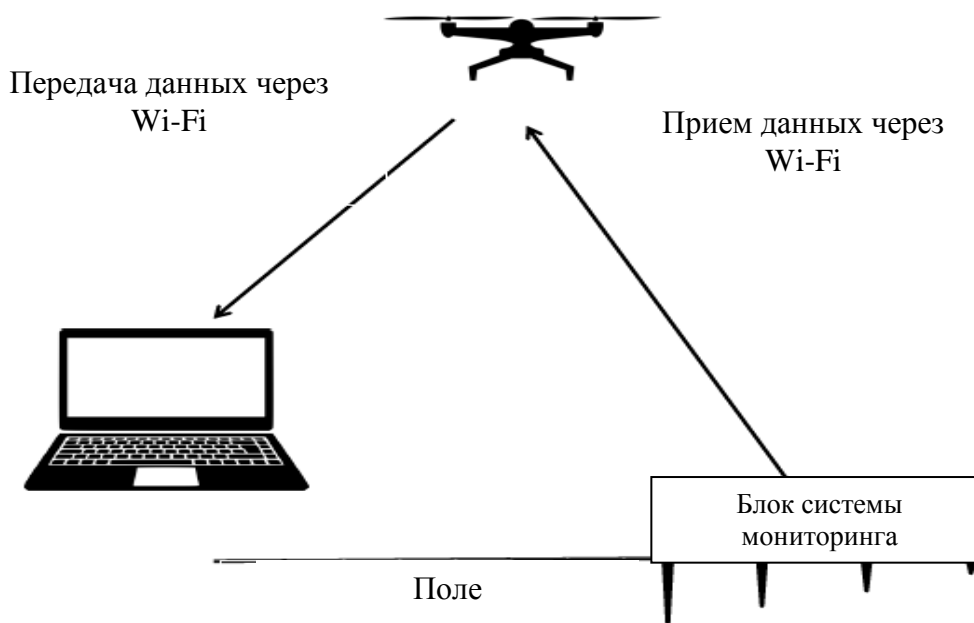 Передача данных через
Wi-Fi
Прием данных через
Wi-Fi
Блок системы
мониторинга
Поле